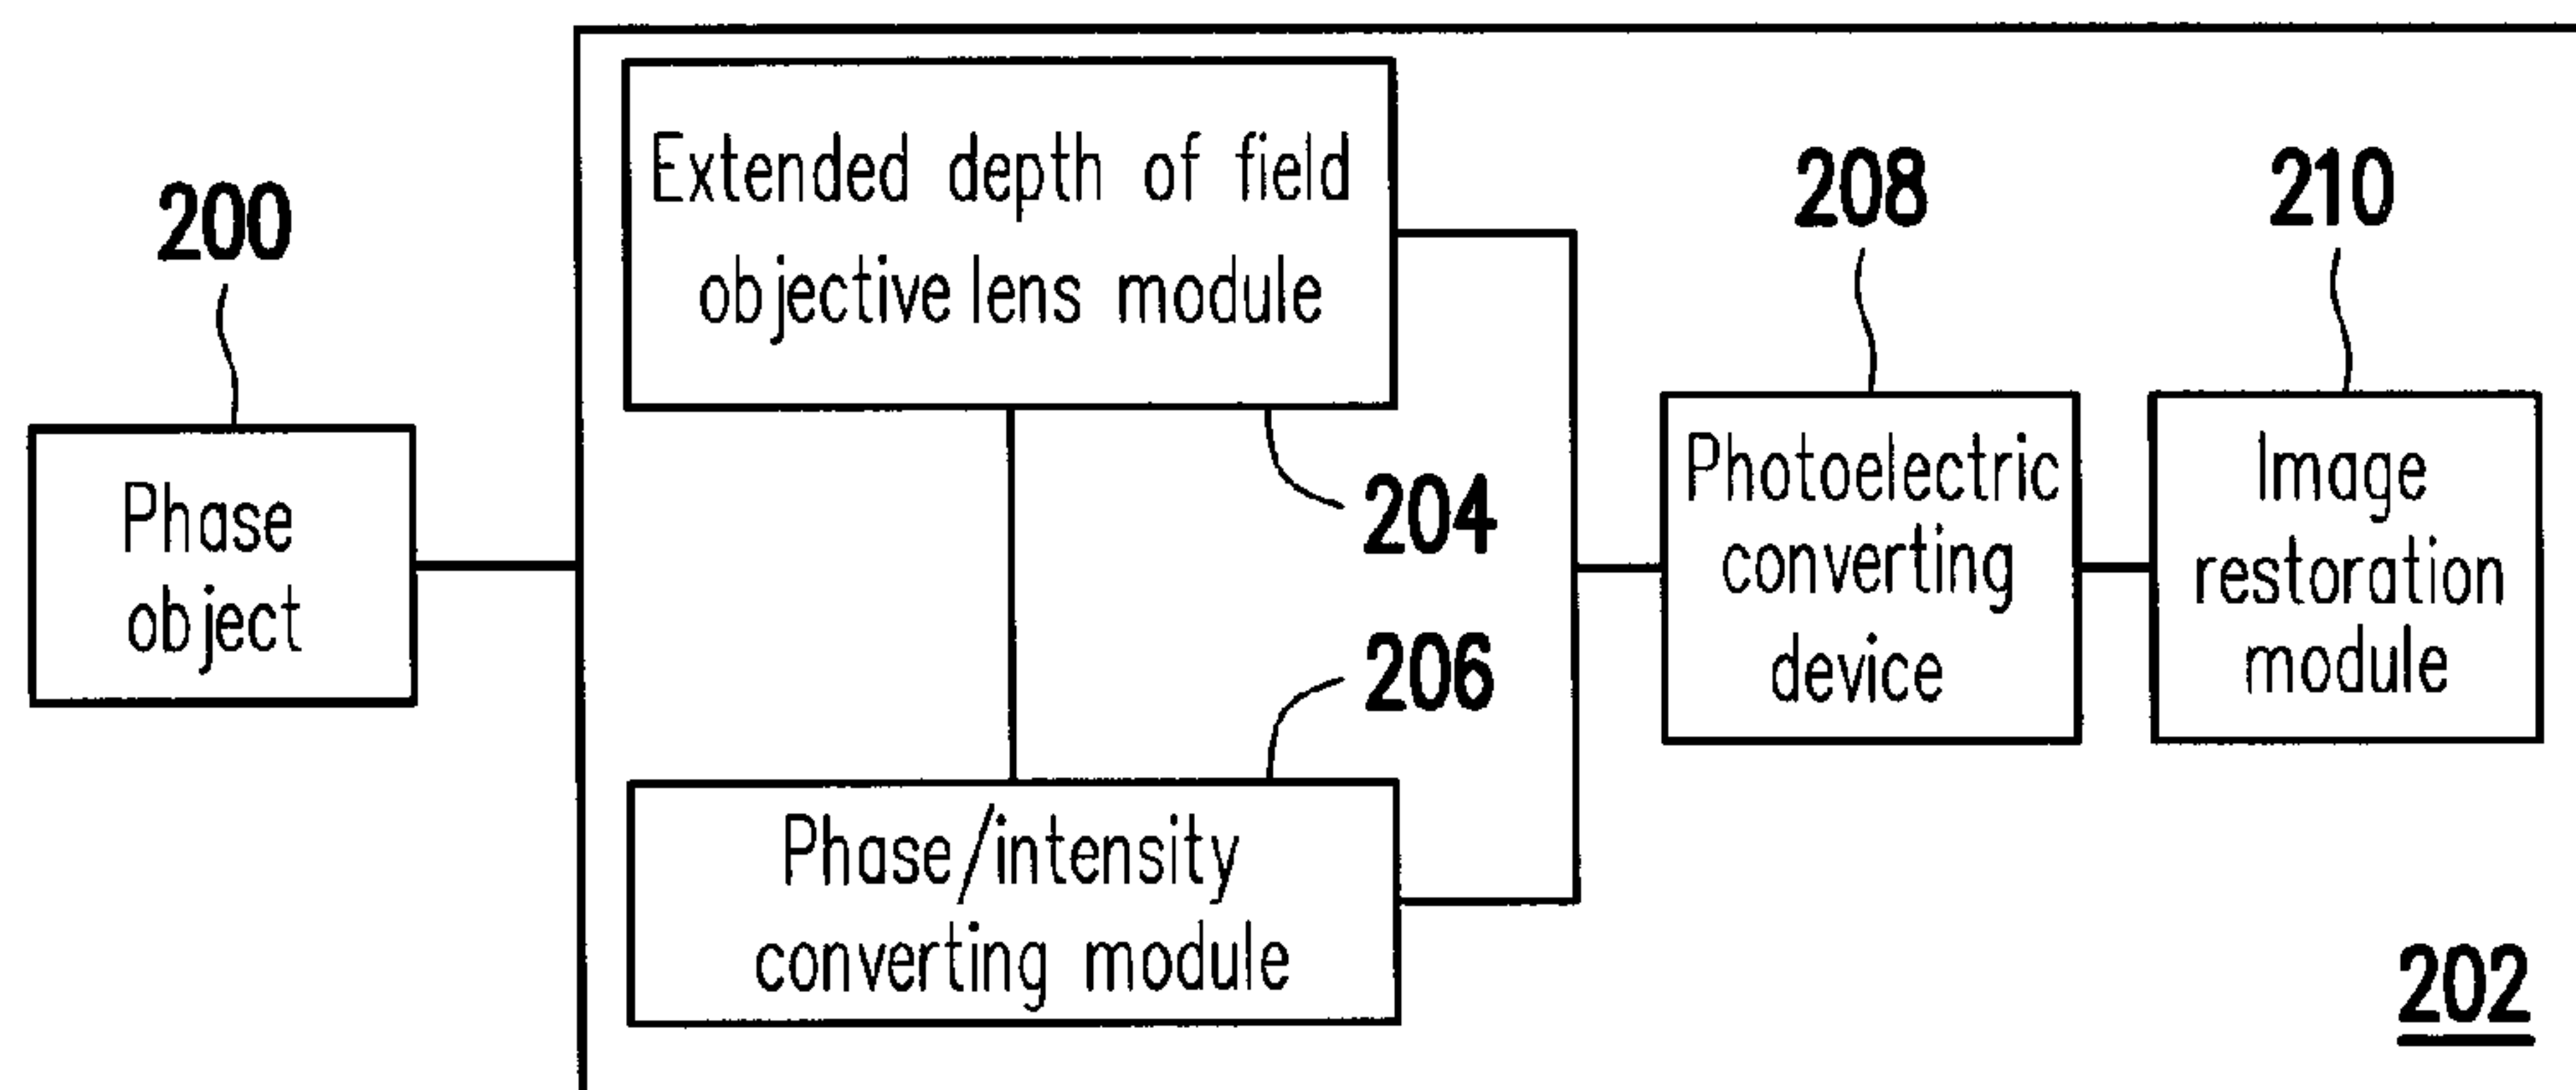 200
Phase
object
Extended depth of field
objective lens module
204
206
Phase/intensity
converting module
208
Photoelectric
converting
device
210
Image
restoration
module
202